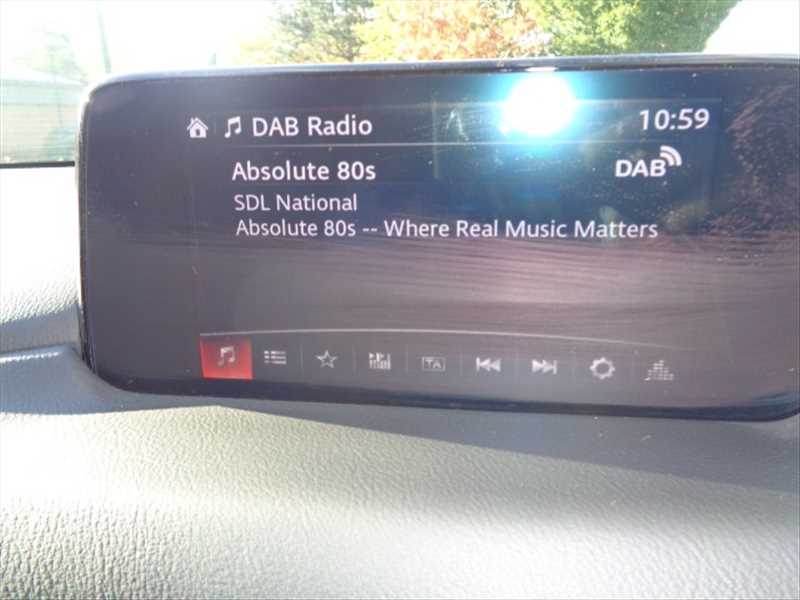 DAB Radio 10:59
Absolute 80s DAB
SDL National
Absolute 80s -- Where Real Music Matters
TA